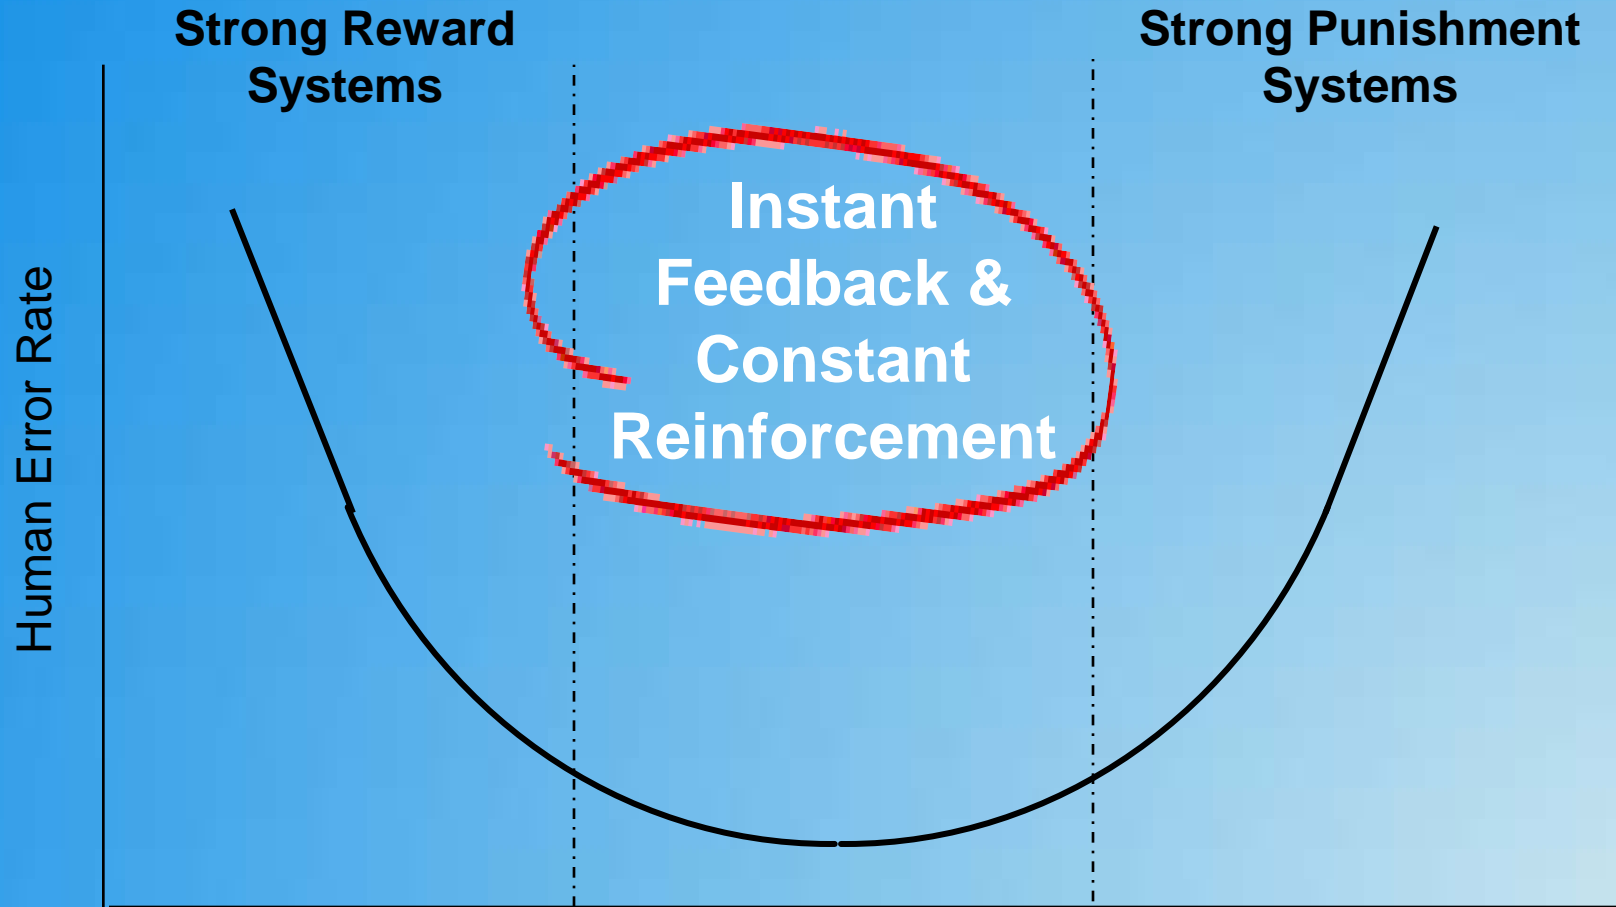 Strong Reward
Systems
Strong Punishment
Systems
Instant
Feedback &
Constant
Reinforcement
Human Error Rate